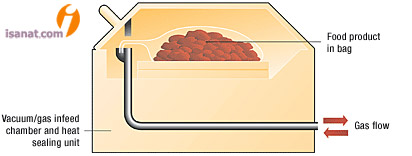 isanat.com
Food product
in bag
Vacuum/gas infeed
chamber and heat
sealing unit
Gas flow